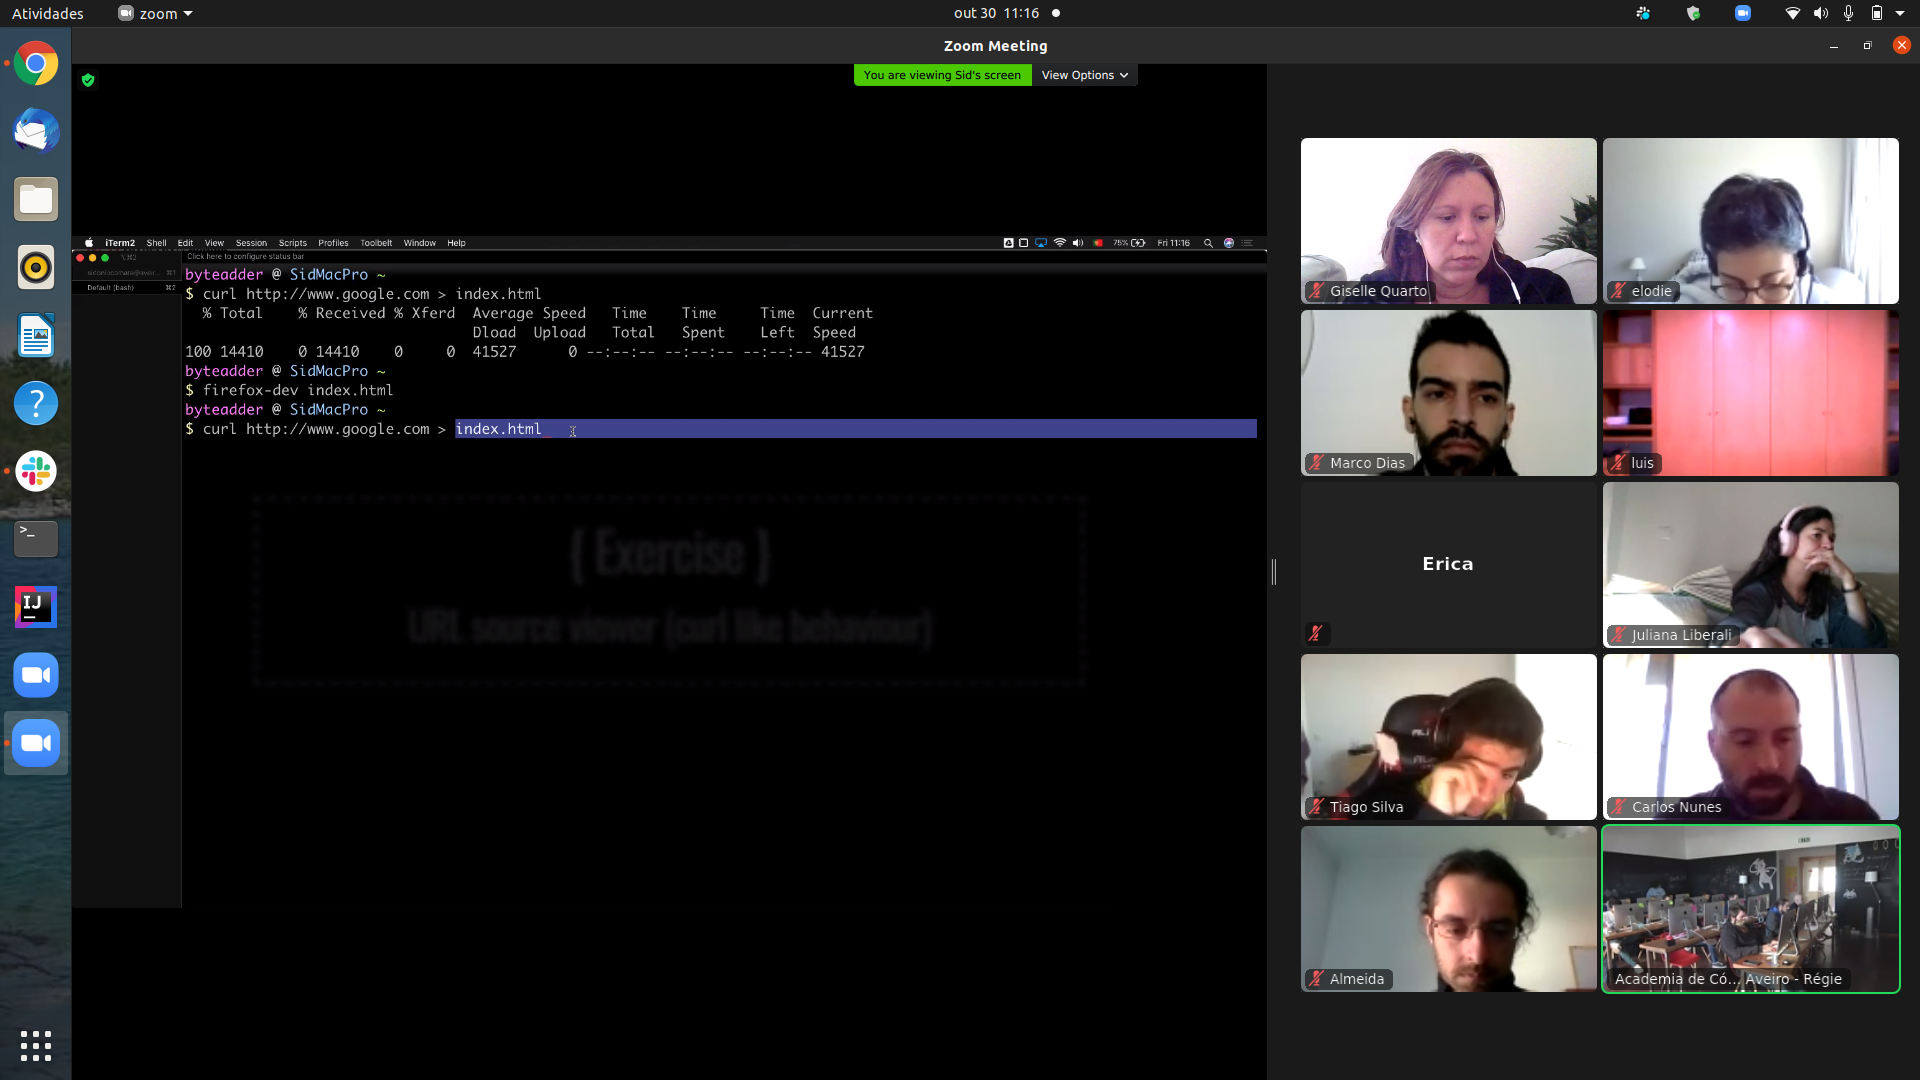 Atividades
zoom
out 30 11:16
Zoom Meeting
You are viewing Sid's screen
View Options
iTerm2 Shell Edit View Session Scripts Profiles Toolbelt Window Help
75%
Fri 11:16
Click here to configure status bar
⌥⌘2
⌘1
Default (bash) ⌘2
byteadder @ SidMacPro ~
$ curl http://www.google.com > index.html
% Total % Received % Xferd Average Speed Time Time Time Current
Dload Upload Total Spent Left Speed
100 14410 0 14410 0 0 41527 0 --:--:-- --:--:-- --:--:-- 41527
byteadder @ SidMacPro ~
$ firefox-dev index.html
byteadder @ SidMacPro ~
$ curl http://www.google.com > index.html
{ Exercise }
URL source viewer (curl like behaviour)
Giselle Quarto
elodie
Marco Dias
luis
Erica
Juliana Liberali
Tiago Silva
Carlos Nunes
Almeida
Academia de Có... Aveiro - Régie
>_
IJ